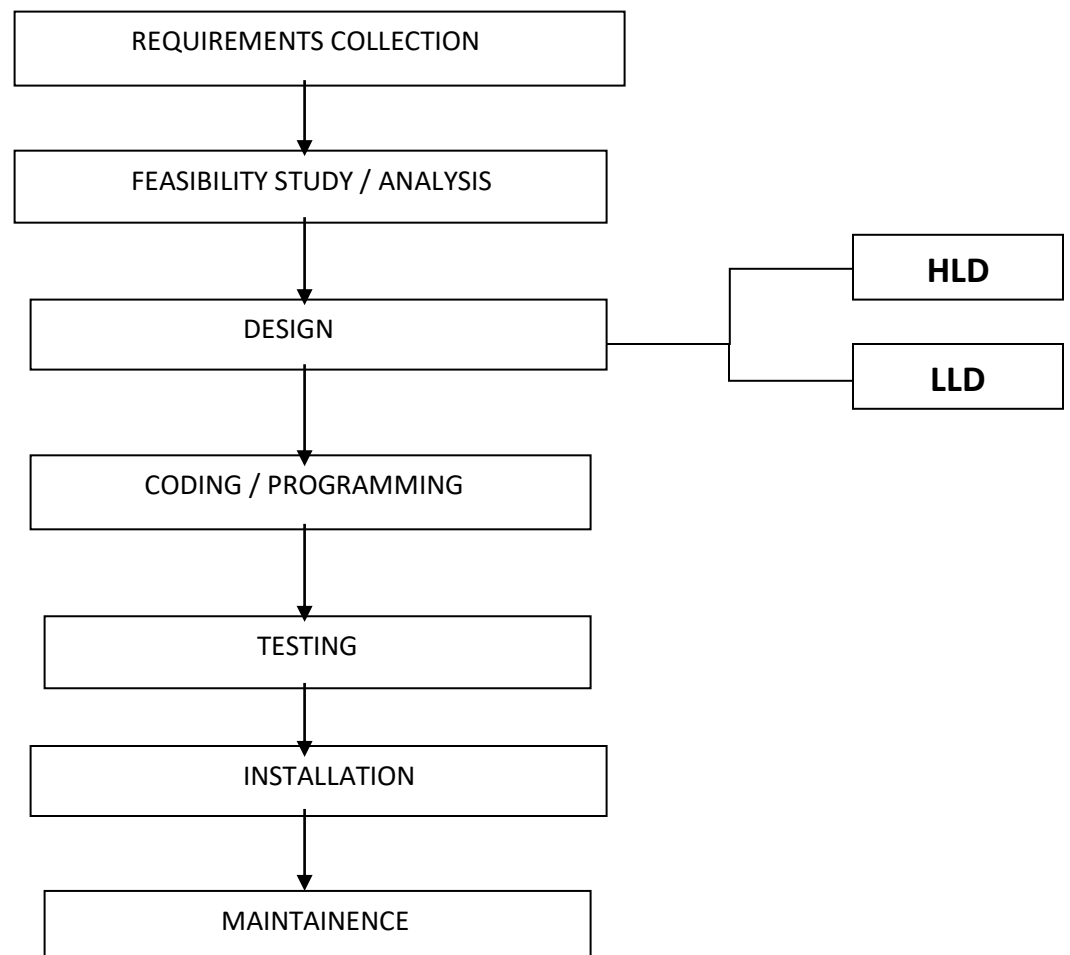 REQUIREMENTS COLLECTION
FEASIBILITY STUDY / ANALYSIS
HLD
DESIGN
LLD
CODING / PROGRAMMING
TESTING
INSTALLATION
MAINTAINENCE